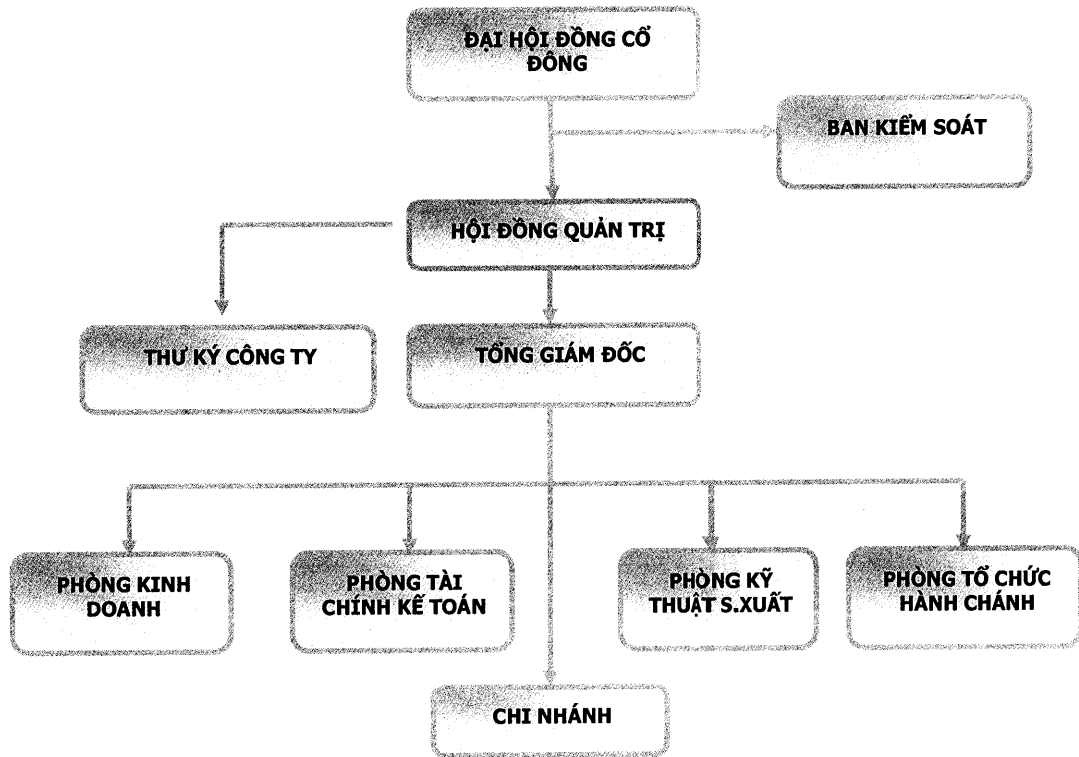 ĐẠI HỘI ĐỒNG CỔ
ĐÔNG
BAN KIỂM SOÁT
HỘI ĐỒNG QUẢN TRỊ
THƯ KÝ CÔNG TY
TỔNG GIÁM ĐỐC
PHÒNG KINH
DOANH
PHÒNG TÀI
CHÍNH KẾ TOÁN
PHÒNG KỸ
THUẬT S.XUẤT
PHÒNG TỔ CHỨC
HÀNH CHÁNH
CHI NHÁNH